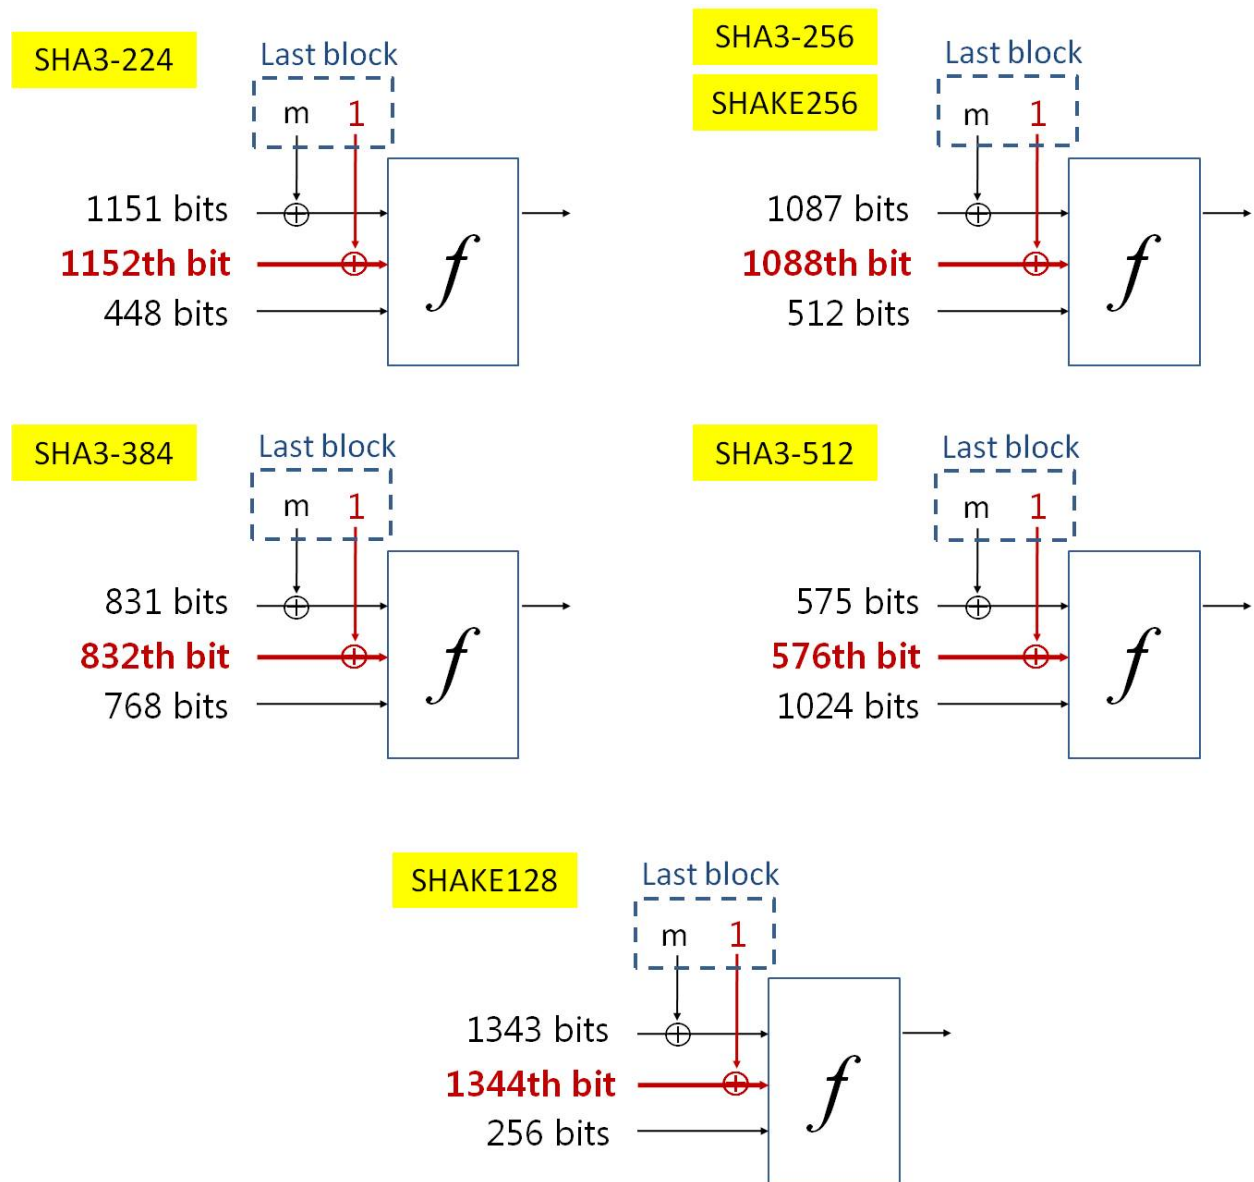 SHA3-224
Last block
m 1
1151 bits
1152th bit
448 bits
f
SHA3-256
SHAKE256
Last block
m 1
1087 bits
1088th bit
512 bits
f
SHA3-384
Last block
m 1
831 bits
832th bit
768 bits
f
SHA3-512
Last block
m 1
575 bits
576th bit
1024 bits
f
SHAKE128
Last block
m 1
1343 bits
1344th bit
256 bits
f